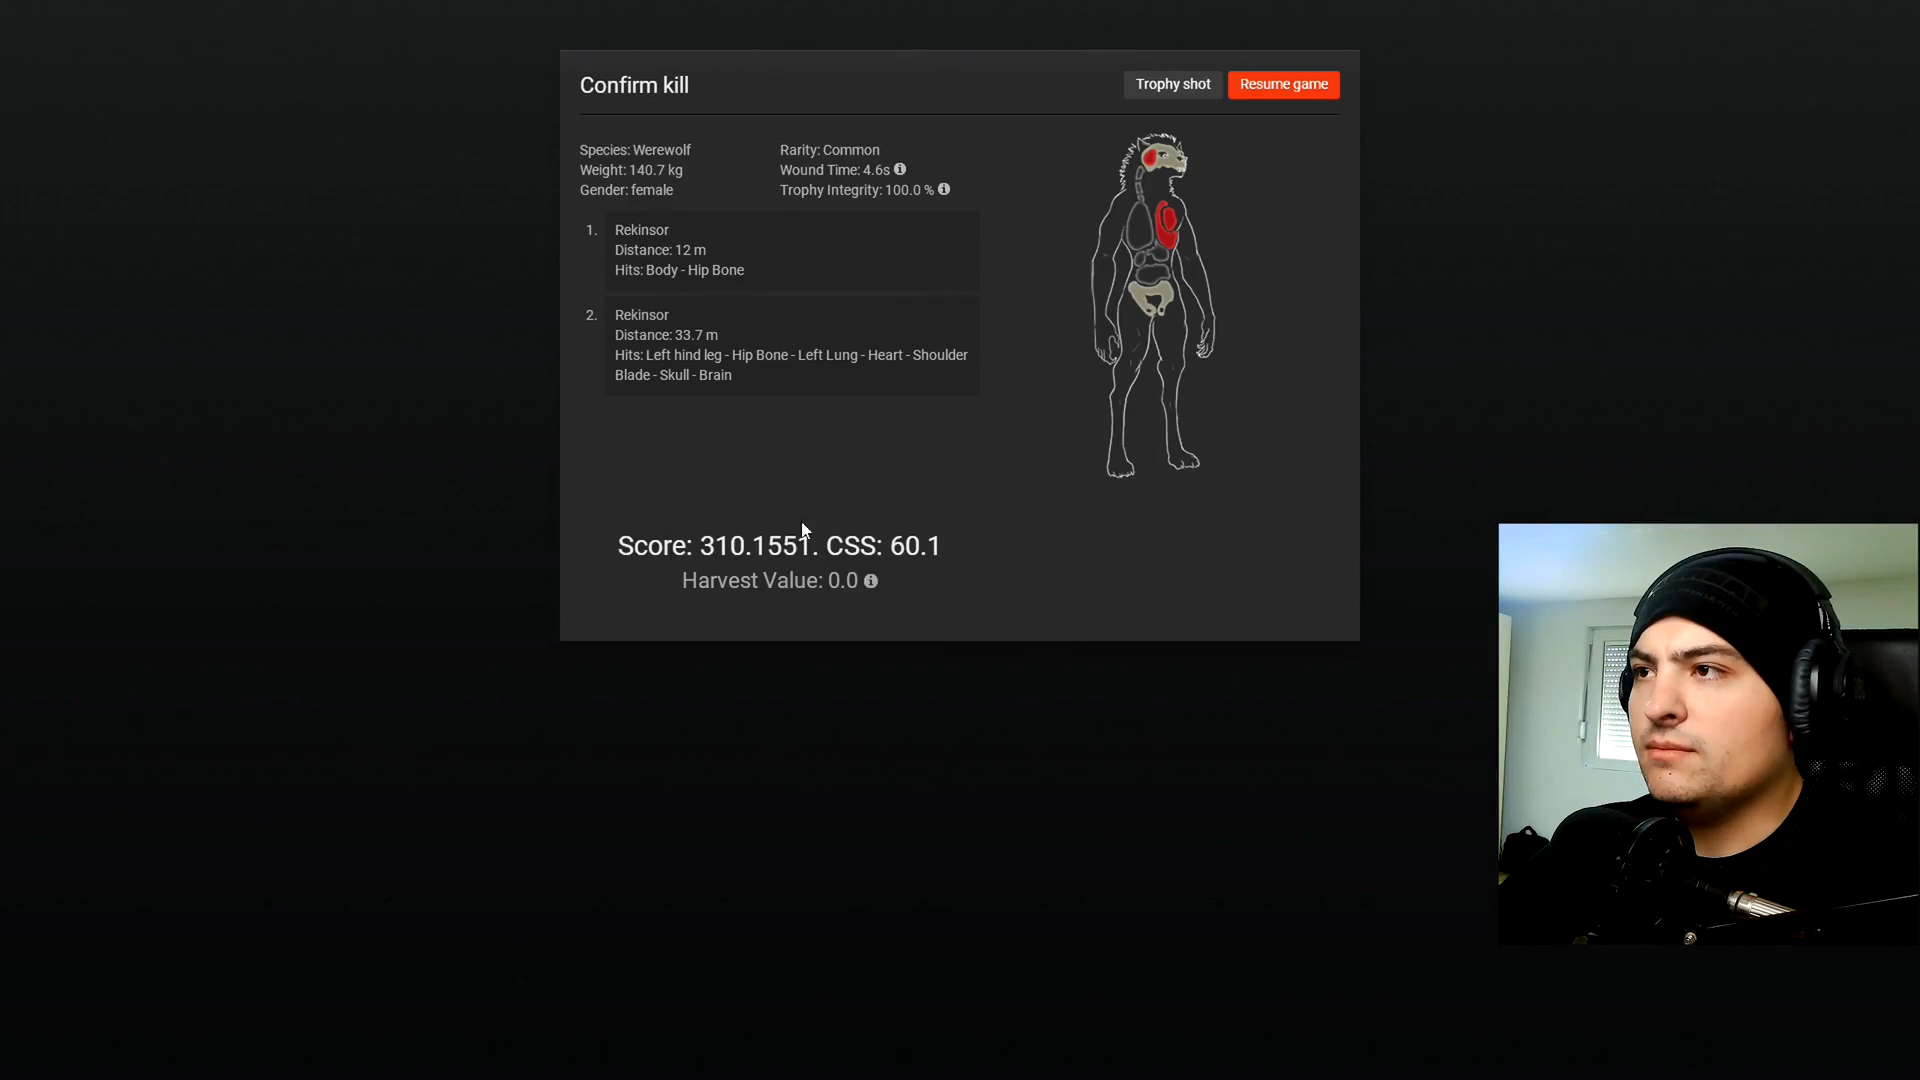 Confirm kill
Trophy shot
Resume game
Species: Werewolf
Weight: 140.7 kg
Gender: female
Rarity: Common
Wound Time: 4.6s
Trophy Integrity: 100.0 %
1.
Rekinsor
Distance: 12 m
Hits: Body - Hip Bone
2.
Rekinsor
Distance: 33.7 m
Hits: Left hind leg - Hip Bone - Left Lung - Heart - Shoulder
Blade - Skull - Brain
Score: 310.1551. CSS: 60.1
Harvest Value: 0.0